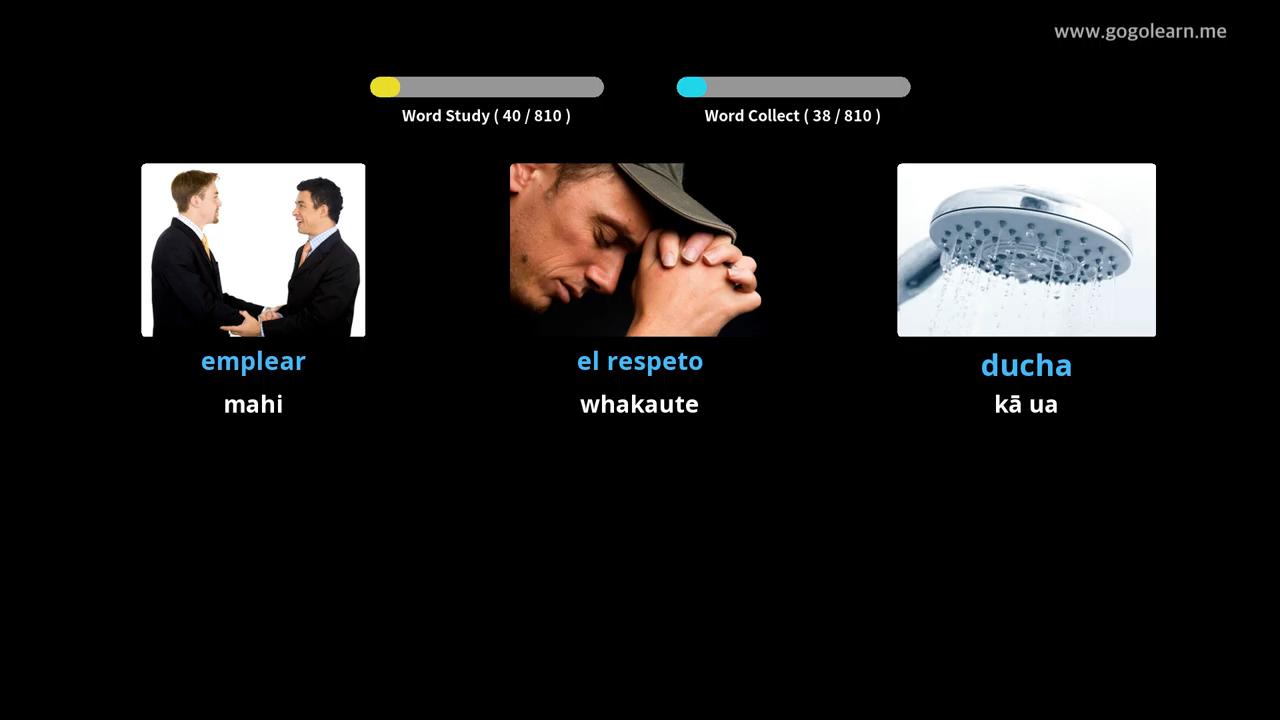 www.gogolearn.me
Word Study ( 40 / 810 )
Word Collect ( 38 / 810 )
emplear
mahi
el respeto
whakaute
ducha
kā ua